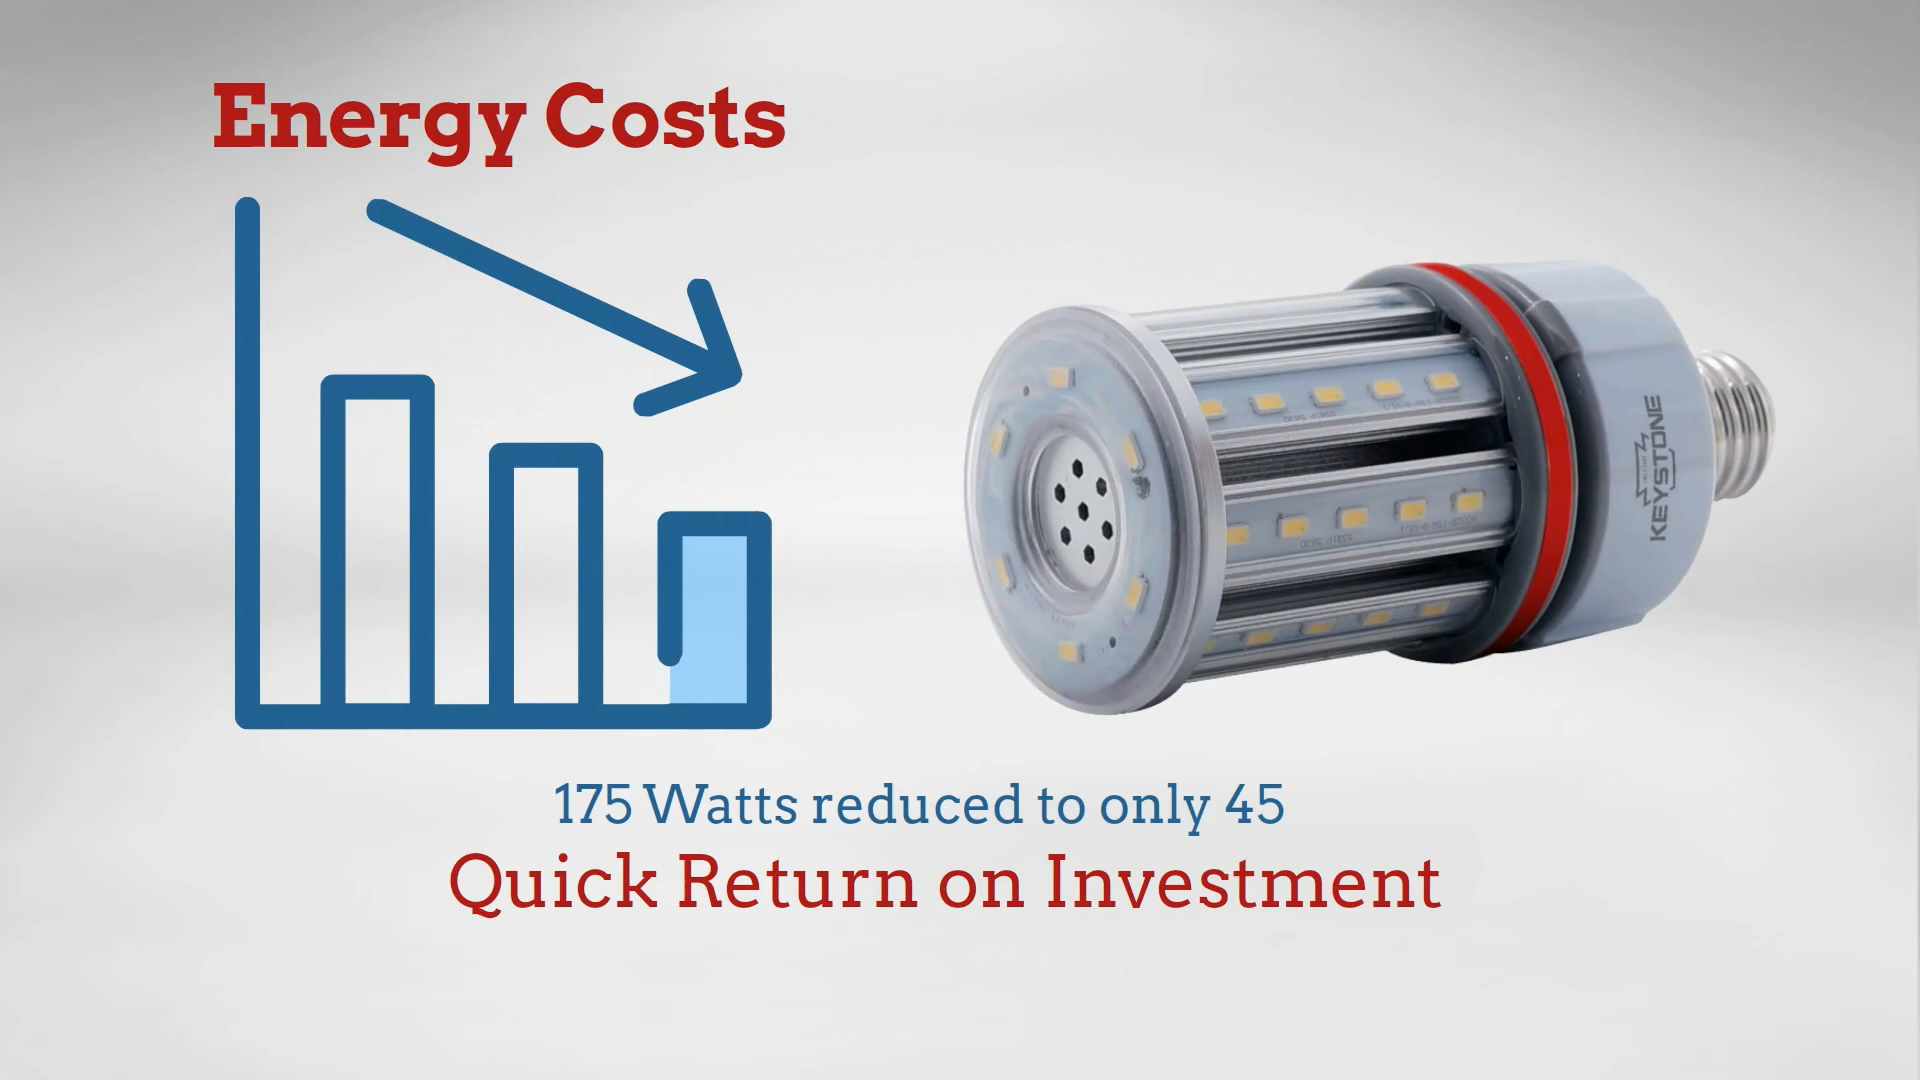 Energy Costs
KEYSTONE
175 Watts reduced to only 45
Quick Return on Investment